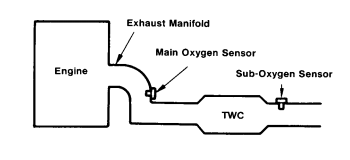 Exhaust Manifold
Main Oxygen Sensor
Engine
Sub-Oxygen Sensor
TWC